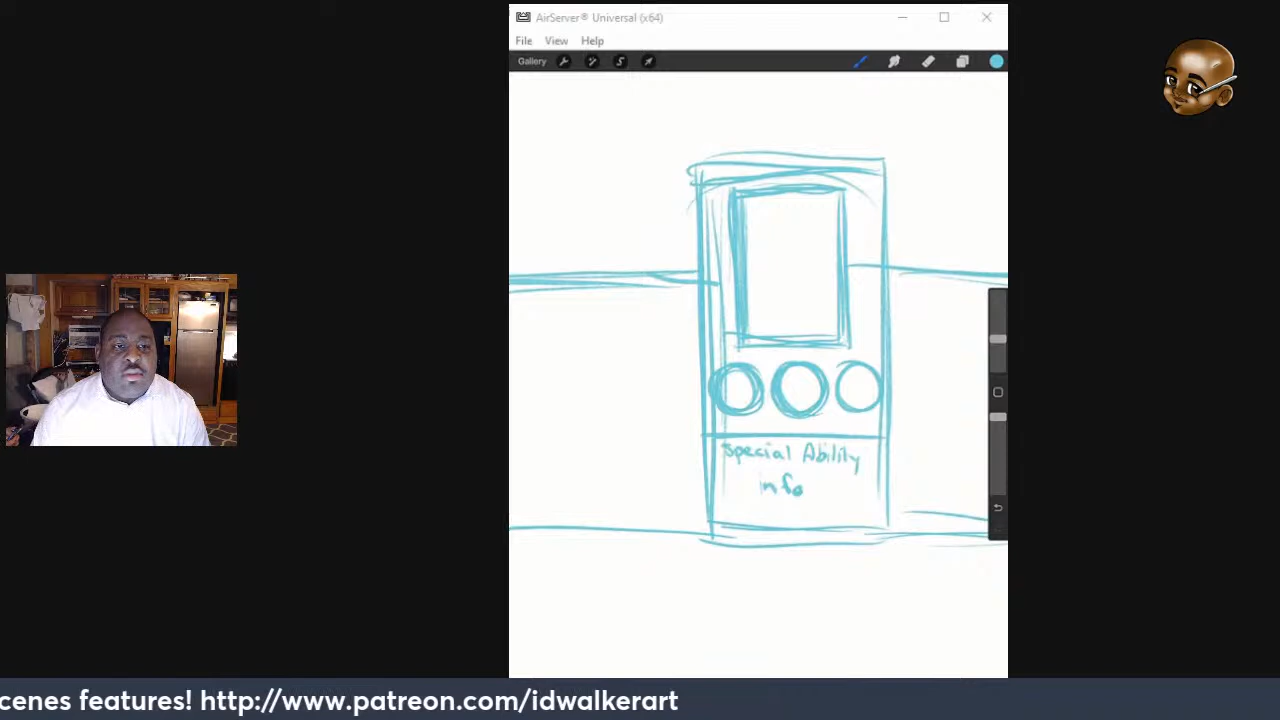 AirServer® Universal (x64)
File View Help
Gallery
Special Ability
info
cenes features! http://www.patreon.com/idwalkerart